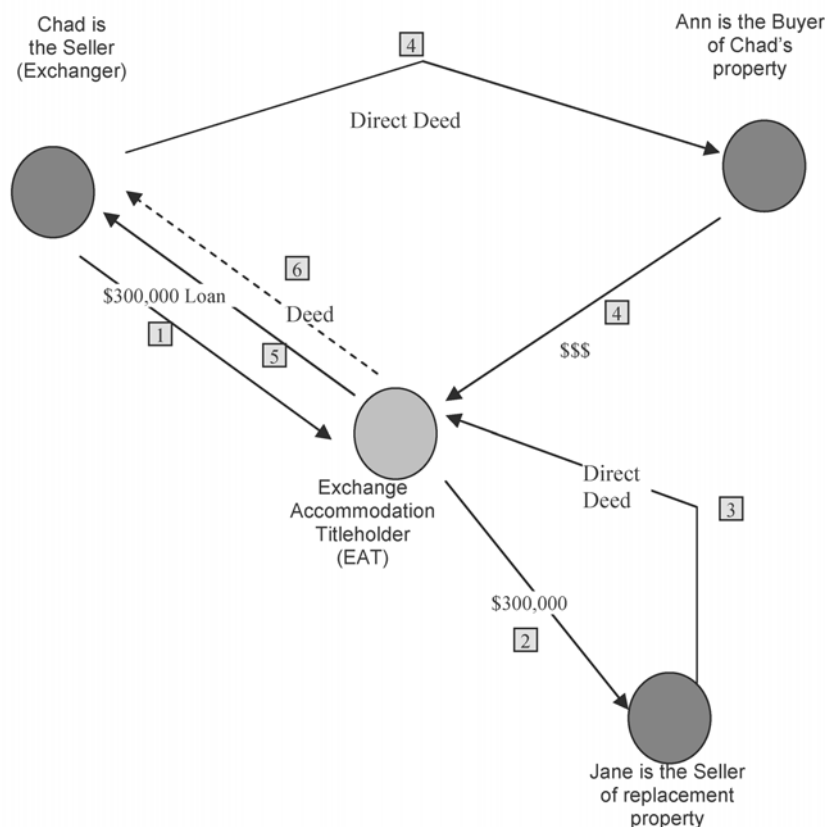 Chad is
the Seller
(Exchanger)
4
Ann is the Buyer
of Chad's
property
Direct Deed
6
$300,000 Loan
Deed
1
5
4
$$$
Exchange
Accommodation
Titleholder
(EAT)
Direct
Deed
3
$300,000
2
Jane is the Seller
of replacement
property